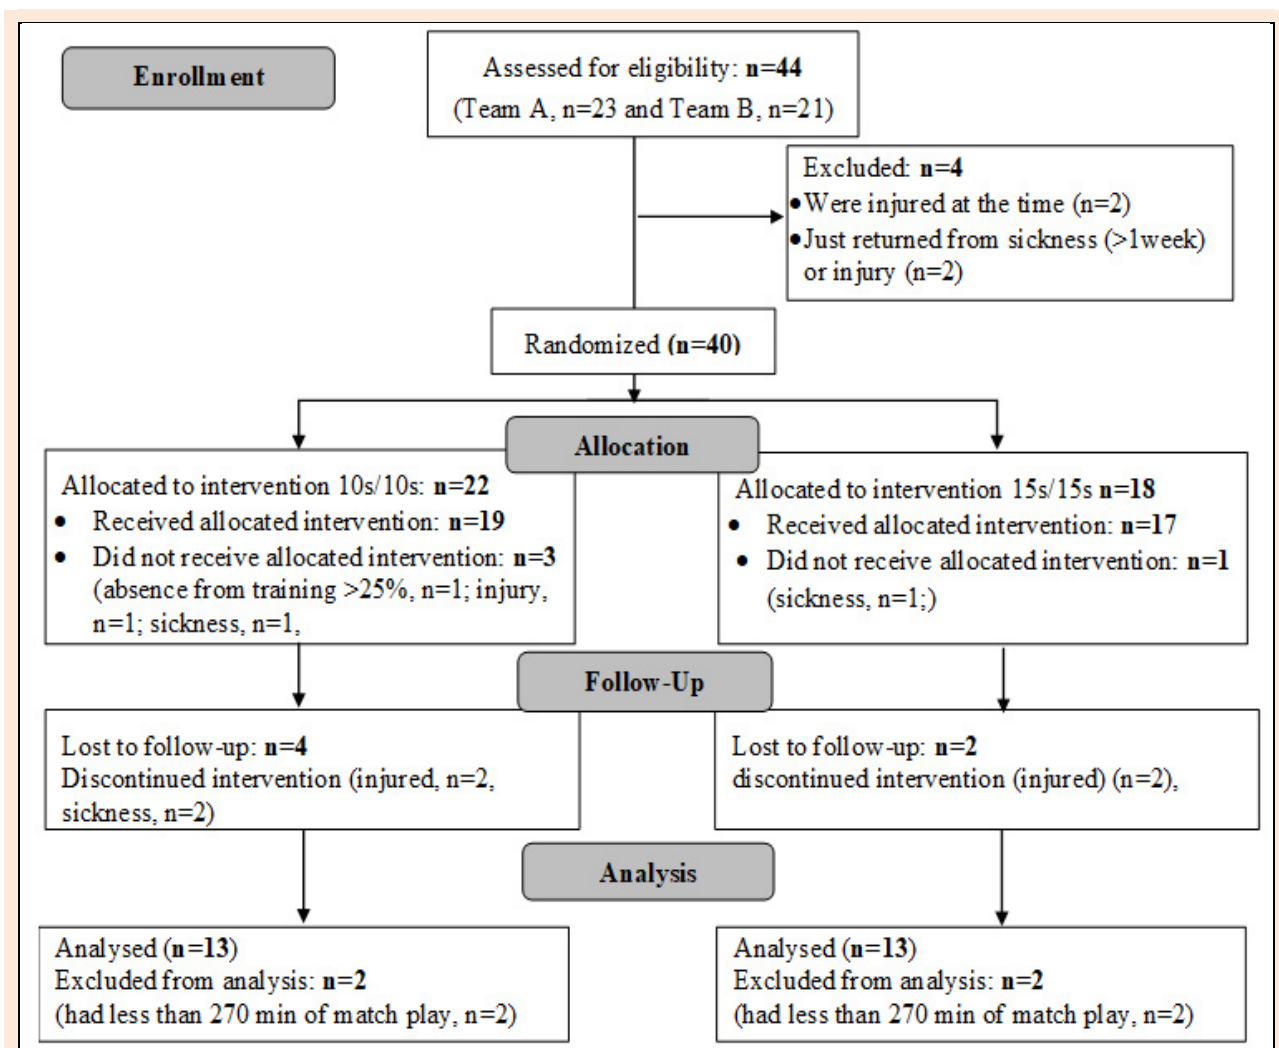 Enrollment
Assessed for eligibility: n=44
(Team A, n=23 and Team B, n=21)
Excluded: n=4
•Were injured at the time (n=2)
•Just returned from sickness (>1week)
or injury (n=2)
Randomized (n=40)
Allocation
Allocated to intervention 10s/10s: n=22
• Received allocated intervention: n=19
• Did not receive allocated intervention: n=3
(absence from training >25%, n=1; injury,
n=1; sickness, n=1,
Allocated to intervention 15s/15s n=18
• Received allocated intervention: n=17
• Did not receive allocated intervention: n=1
(sickness, n=1;)
Follow-Up
Lost to follow-up: n=4
Discontinued intervention (injured, n=2,
sickness, n=2)
Lost to follow-up: n=2
discontinued intervention (injured) (n=2),
Analysis
Analysed (n=13)
Excluded from analysis: n=2
(had less than 270 min of match play, n=2)
Analysed (n=13)
Excluded from analysis: n=2
(had less than 270 min of match play, n=2)